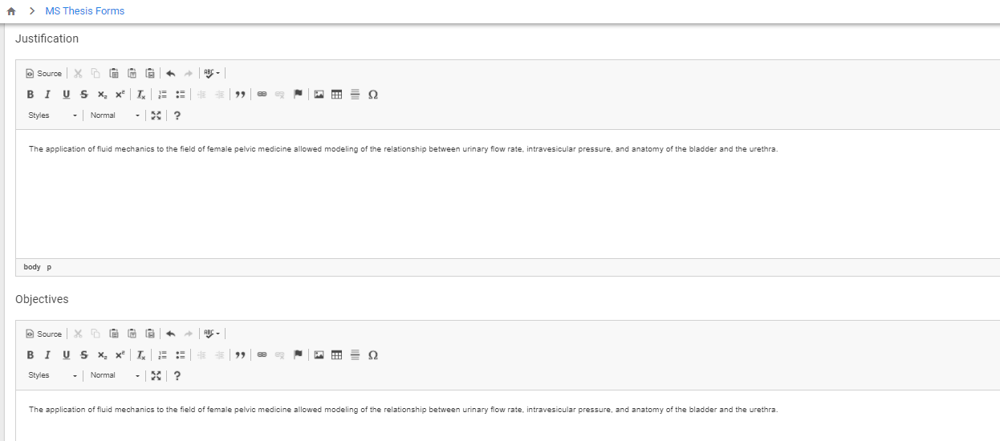 MS Thesis Forms
Justification
Source ABC
B I U S x₂ x² Tx Ω
Styles Normal ?
The application of fluid mechanics to the field of female pelvic medicine allowed modeling of the relationship between urinary flow rate, intravesicular pressure, and anatomy of the bladder and the urethra.
body p
Objectives
Source ABC
B I U S x₂ x² Tx Ω
Styles Normal ?
The application of fluid mechanics to the field of female pelvic medicine allowed modeling of the relationship between urinary flow rate, intravesicular pressure, and anatomy of the bladder and the urethra.